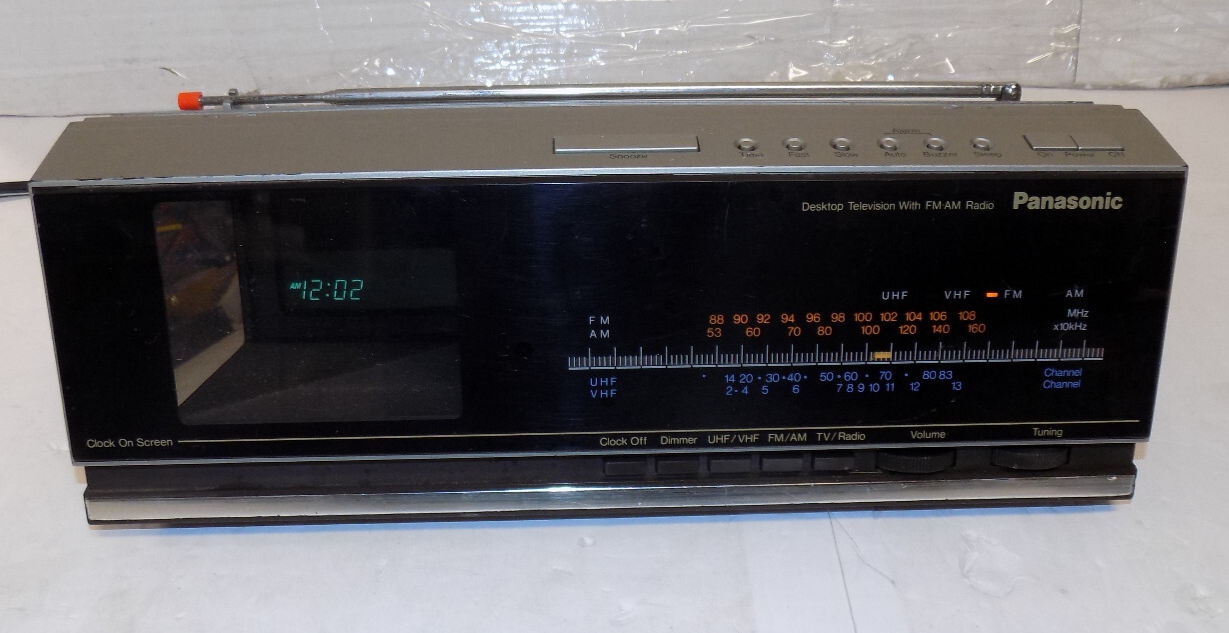 Alarm
Snooze Time Fast Slow Auto Buzzer Sleep On Power Off
Desktop Television With FM-AM Radio Panasonic
AM 12:02
UHF VHF FM AM
FM 88 90 92 94 96 98 100 102 104 106 108 MHz
AM 53 60 70 80 100 120 140 160 x10kHz
UHF • 14 20 • 30 • 40 • 50 • 60 • 70 • 80 83 Channel
VHF 2 - 4 5 6 7 8 9 10 11 12 13 Channel
Clock On Screen Clock Off Dimmer UHF/VHF FM/AM TV/Radio Volume Tuning